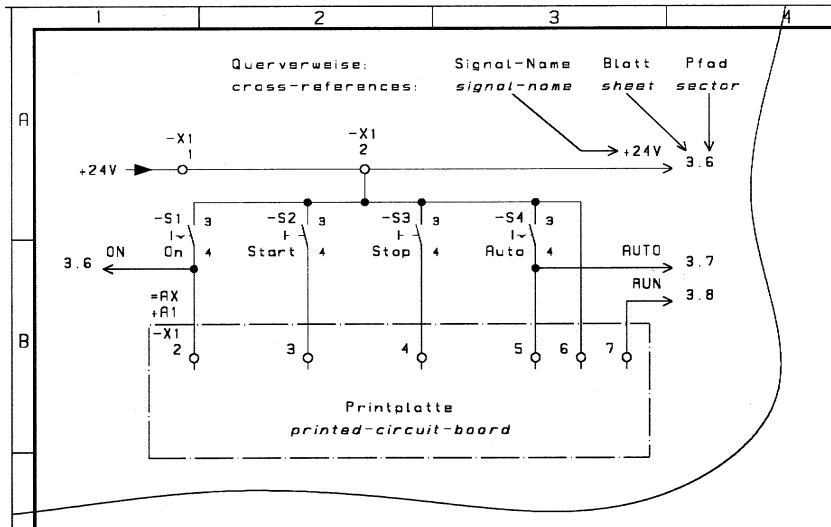 1 2 3 4
Querverweise: Signal-Name Blatt Pfad
cross-references: signal-name sheet sector
A
-X1
1
-X1
2
+24V
+24V 3.6
-S1 3
On 4
-S2 3
Start 4
-S3 3
Stop 4
-S4 3
Auto 4
3.6 ON
AUTO 3.7
RUN 3.8
=AX
+A1
B
-X1
2 3 4 5 6 7
Printplatte
printed-circuit-board